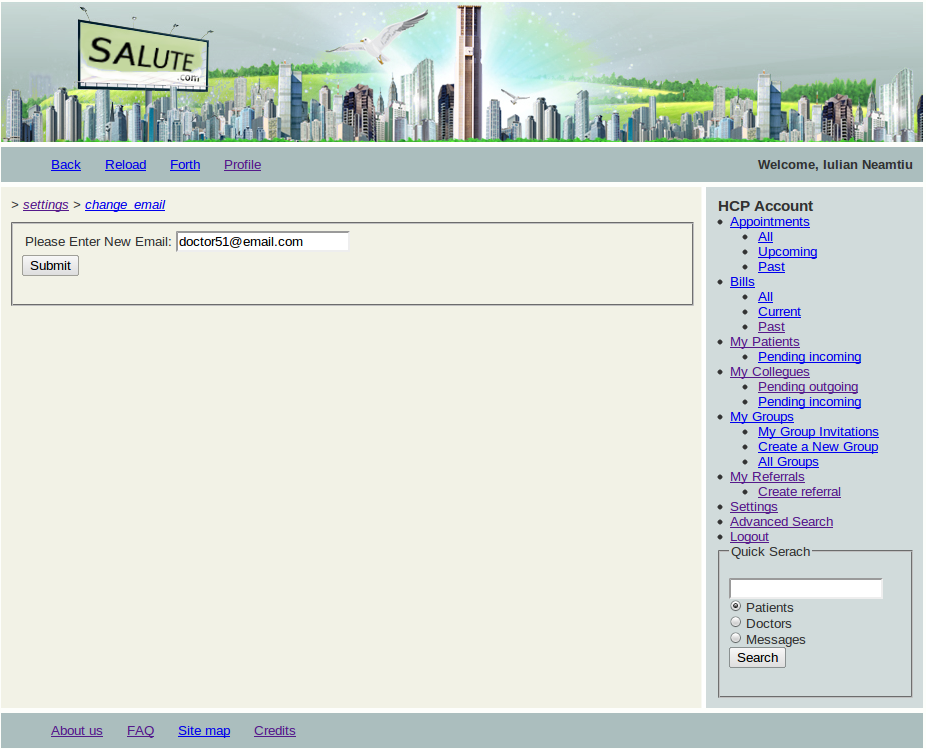 SALUTE
.com
Back Reload Forth Profile Welcome, Iulian Neamtiu
> settings > change_email
Please Enter New Email: doctor51@email.com
Submit
HCP Account
Appointments
All
Upcoming
Past
Bills
All
Current
Past
My Patients
Pending incoming
My Collegues
Pending outgoing
Pending incoming
My Groups
My Group Invitations
Create a New Group
All Groups
My Referrals
Create referral
Settings
Advanced Search
Logout
Quick Serach
Patients
Doctors
Messages
Search
About us FAQ Site map Credits